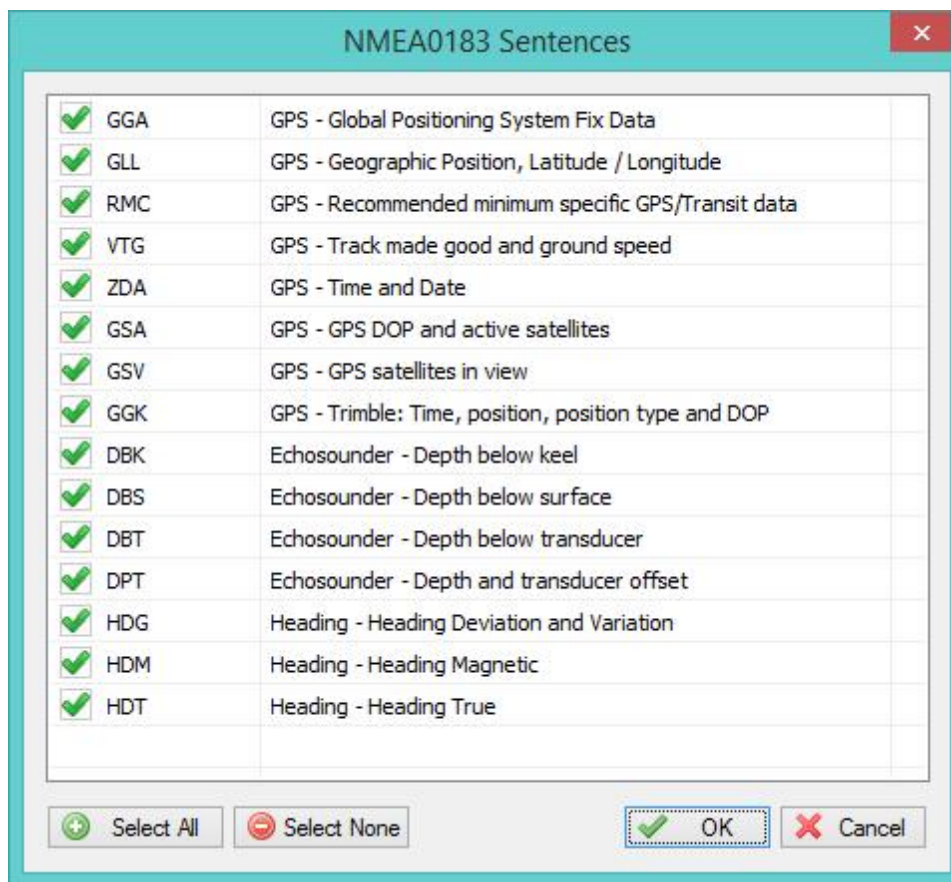 NMEA0183 Sentences
GGA GPS - Global Positioning System Fix Data
GLL GPS - Geographic Position, Latitude / Longitude
RMC GPS - Recommended minimum specific GPS/Transit data
VTG GPS - Track made good and ground speed
ZDA GPS - Time and Date
GSA GPS - GPS DOP and active satellites
GSV GPS - GPS satellites in view
GGK GPS - Trimble: Time, position, position type and DOP
DBK Echosounder - Depth below keel
DBS Echosounder - Depth below surface
DBT Echosounder - Depth below transducer
DPT Echosounder - Depth and transducer offset
HDG Heading - Heading Deviation and Variation
HDM Heading - Heading Magnetic
HDT Heading - Heading True
Select All Select None OK Cancel